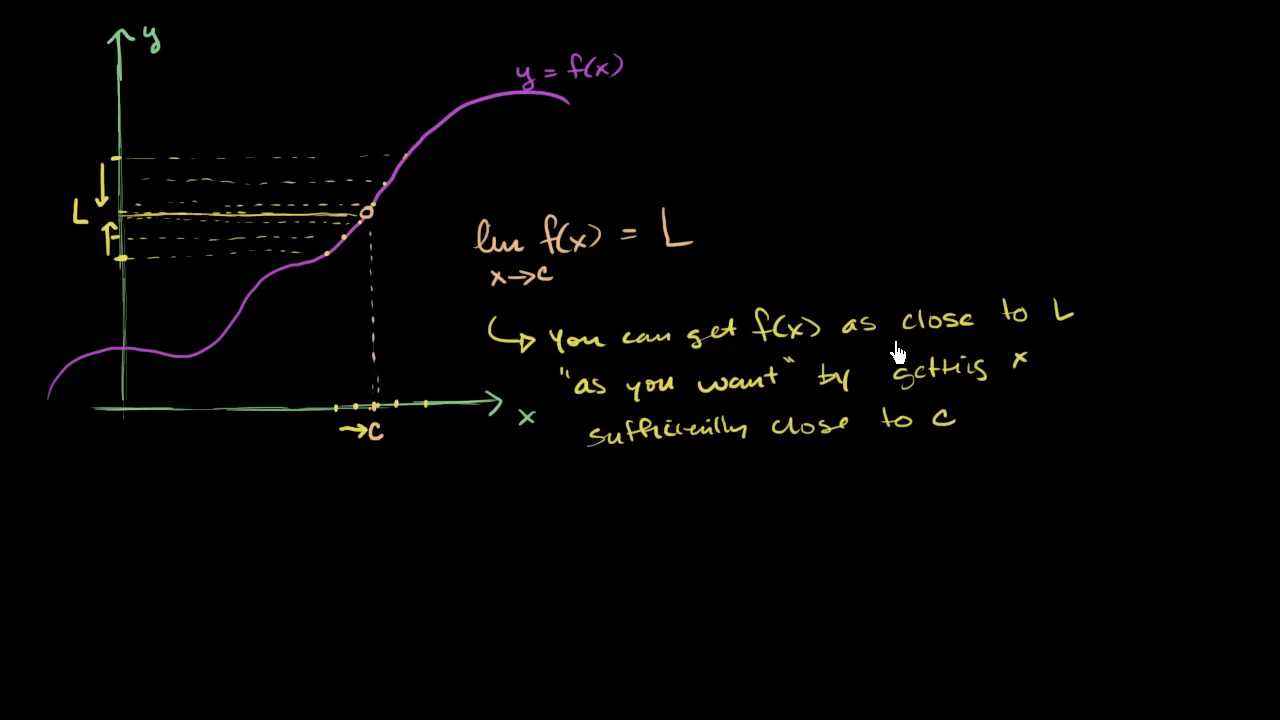 y
y = f(x)
L
lim f(x) = L
x→c
You can get f(x) as close to L
"as you want" by getting x
sufficiently close to c
x
→c